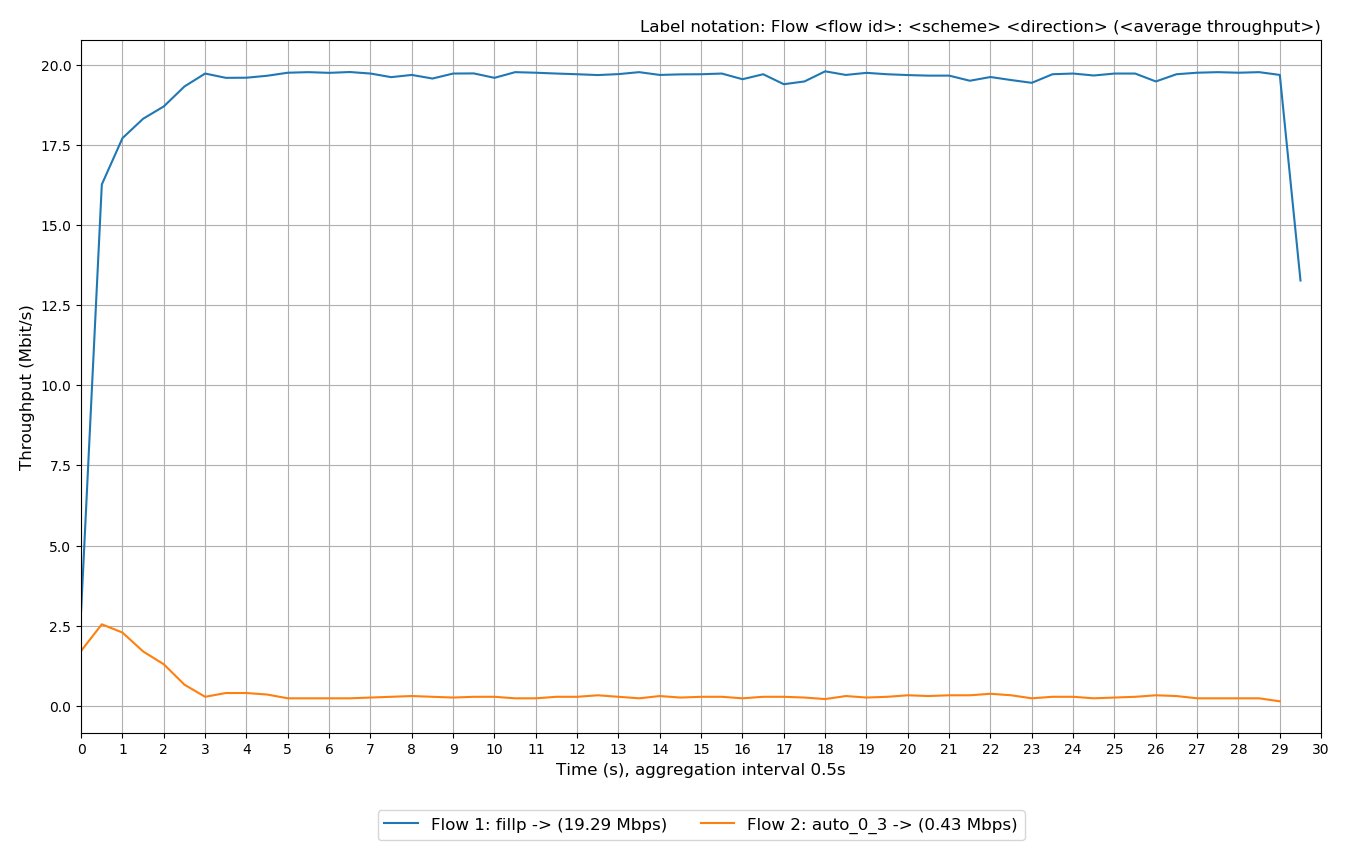 Label notation: Flow <flow id>: <scheme> <direction> (<average throughput>)
Throughput (Mbit/s)
20.0
17.5
15.0
12.5
10.0
7.5
5.0
2.5
0.0
0 1 2 3 4 5 6 7 8 9 10 11 12 13 14 15 16 17 18 19 20 21 22 23 24 25 26 27 28 29 30
Time (s), aggregation interval 0.5s
Flow 1: fillp -> (19.29 Mbps) Flow 2: auto_0_3 -> (0.43 Mbps)